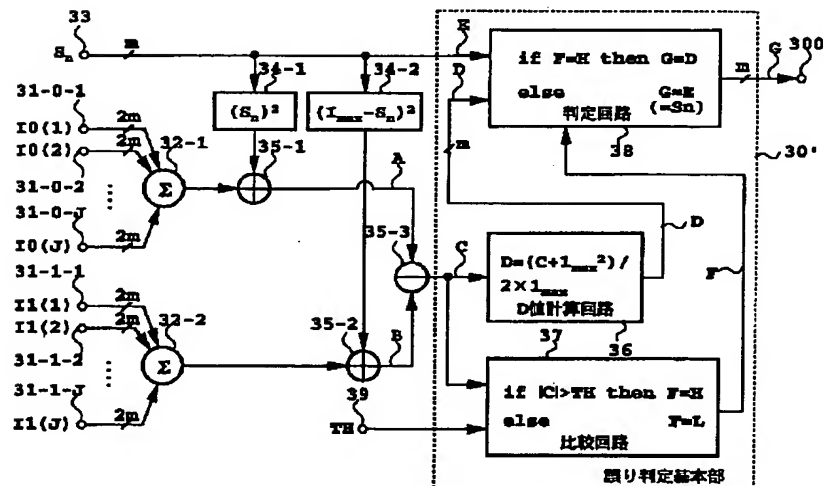 33
Sₙ
m
34-1
34-2
E
if F=H then G=D
else G=E
(=Sn)
判定回路
38
m
G
300
D
m
30'
31-0-1
2m
I0(1)
2m
I0(2)
31-0-2
31-0-J
2m
I0(J)
32-1
Σ
(Sₙ)²
(Iₘₐₓ-Sₙ)²
35-1
A
35-3
C
D=(C+1ₘₐₓ²)/
2×1ₘₐₓ
D値計算回路
36
D
F
31-1-1
2m
I1(1)
2m
I1(2)
31-1-2
31-1-J
2m
I1(J)
32-2
Σ
35-2
B
39
TH
37
if |C|>TH then F=H
else F=L
比較回路
誤り判定基本部